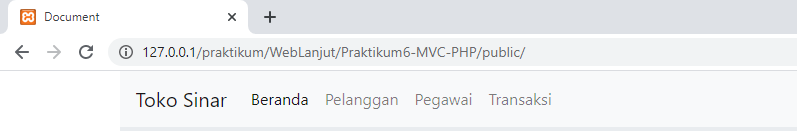 Document
127.0.0.1/praktikum/WebLanjut/Praktikum6-MVC-PHP/public/
Toko Sinar Beranda Pelanggan Pegawai Transaksi